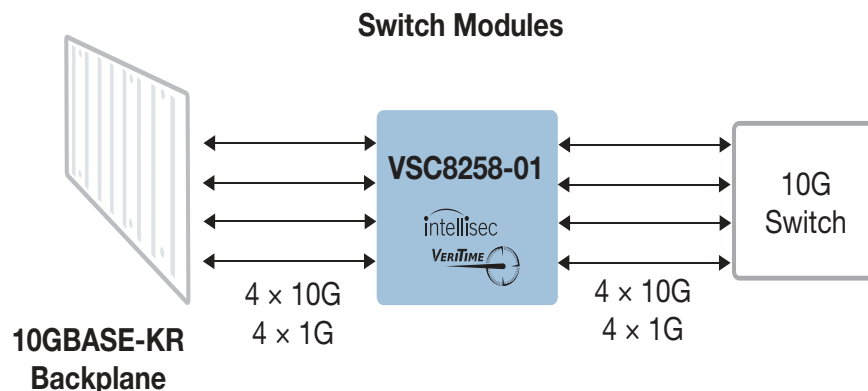 Switch Modules
VSC8258-01
intellisec
VERITIME
10G
Switch
4 × 10G
4 × 1G
4 × 10G
4 × 1G
10GBASE-KR
Backplane